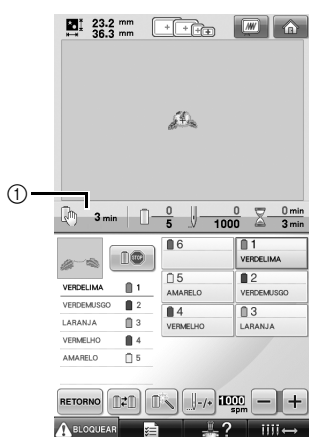 23.2 mm
36.3 mm
①
3 min
0
5
0
1000
0 min
3 min
6
1
VERDELIMA
5
AMARELO
2
VERDEMUSGO
4
VERMELHO
3
LARANJA
VERDELIMA 1
VERDEMUSGO 2
LARANJA 3
VERMELHO 4
AMARELO 5
STOP
RETORNO
-/+
1000
spm
− +
BLOQUEAR
?